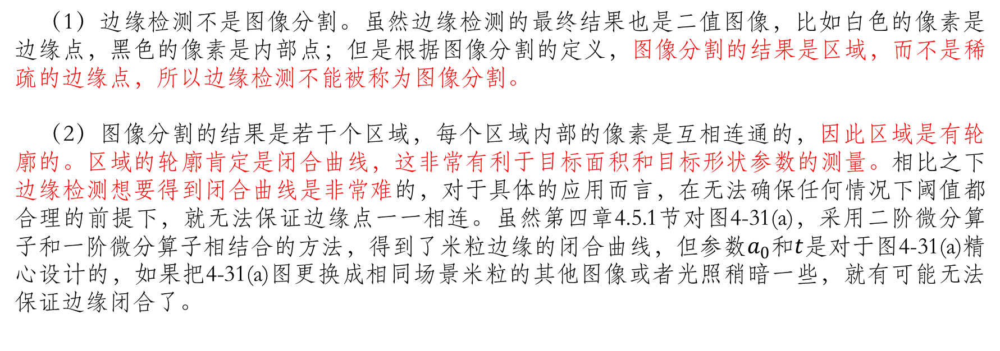 （1）边缘检测不是图像分割。虽然边缘检测的最终结果也是二值图像，比如白色的像素是
边缘点，黑色的像素是内部点；但是根据图像分割的定义，图像分割的结果是区域，而不是稀
疏的边缘点，所以边缘检测不能被称为图像分割。
（2）图像分割的结果是若干个区域，每个区域内部的像素是互相连通的，因此区域是有轮
廓的。区域的轮廓肯定是闭合曲线，这非常有利于目标面积和目标形状参数的测量。相比之下
边缘检测想要得到闭合曲线是非常难的，对于具体的应用而言，在无法确保任何情况下阈值都
合理的前提下，就无法保证边缘点一一相连。虽然第四章4.5.1节对图4-31(a)，采用二阶微分算
子和一阶微分算子相结合的方法，得到了米粒边缘的闭合曲线，但参数a₀和t是对于图4-31(a)精
心设计的，如果把4-31(a)图更换成相同场景米粒的其他图像或者光照稍暗一些，就有可能无法
保证边缘闭合了。